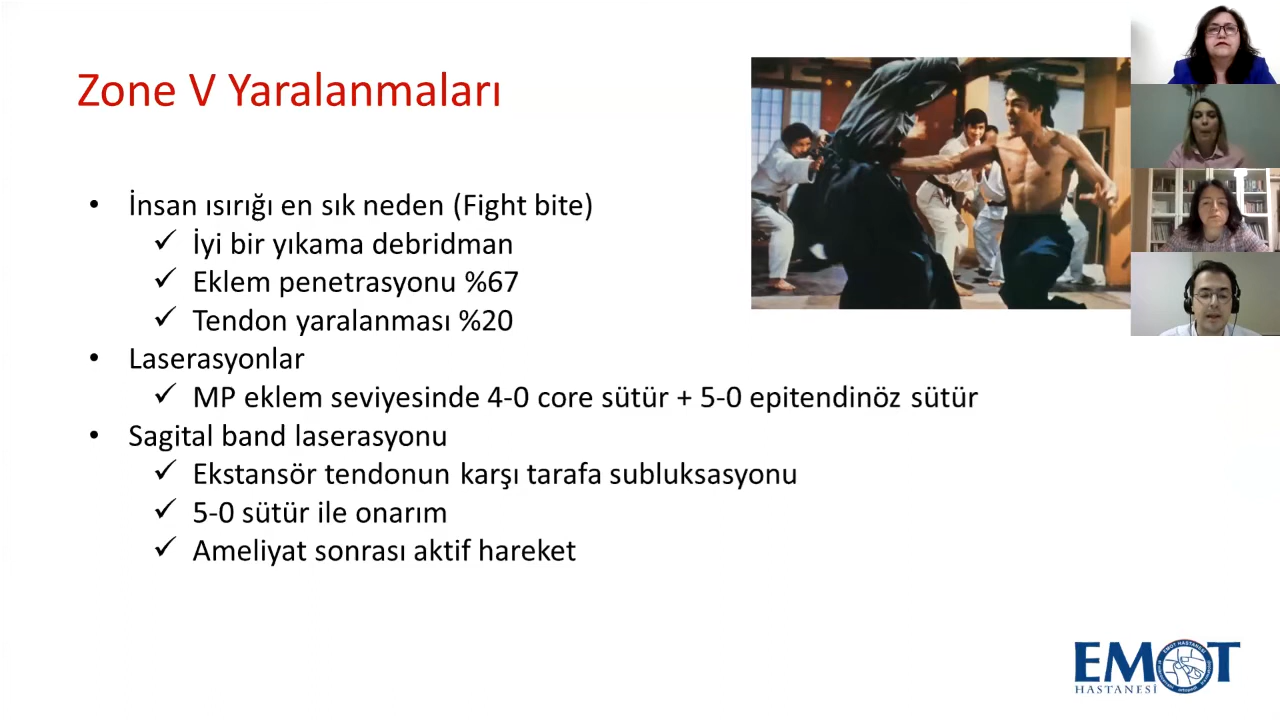 Zone V Yaralanmaları
• İnsan ısırığı en sık neden (Fight bite)
✓ İyi bir yıkama debridman
✓ Eklem penetrasyonu %67
✓ Tendon yaralanması %20
• Laserasyonlar
✓ MP eklem seviyesinde 4-0 core sütür + 5-0 epitendinöz sütür
• Sagital band laserasyonu
✓ Ekstansör tendonun karşı tarafa subluksasyonu
✓ 5-0 sütür ile onarım
✓ Ameliyat sonrası aktif hareket
EMOT
HASTANESİ
EMOT HASTANESİ